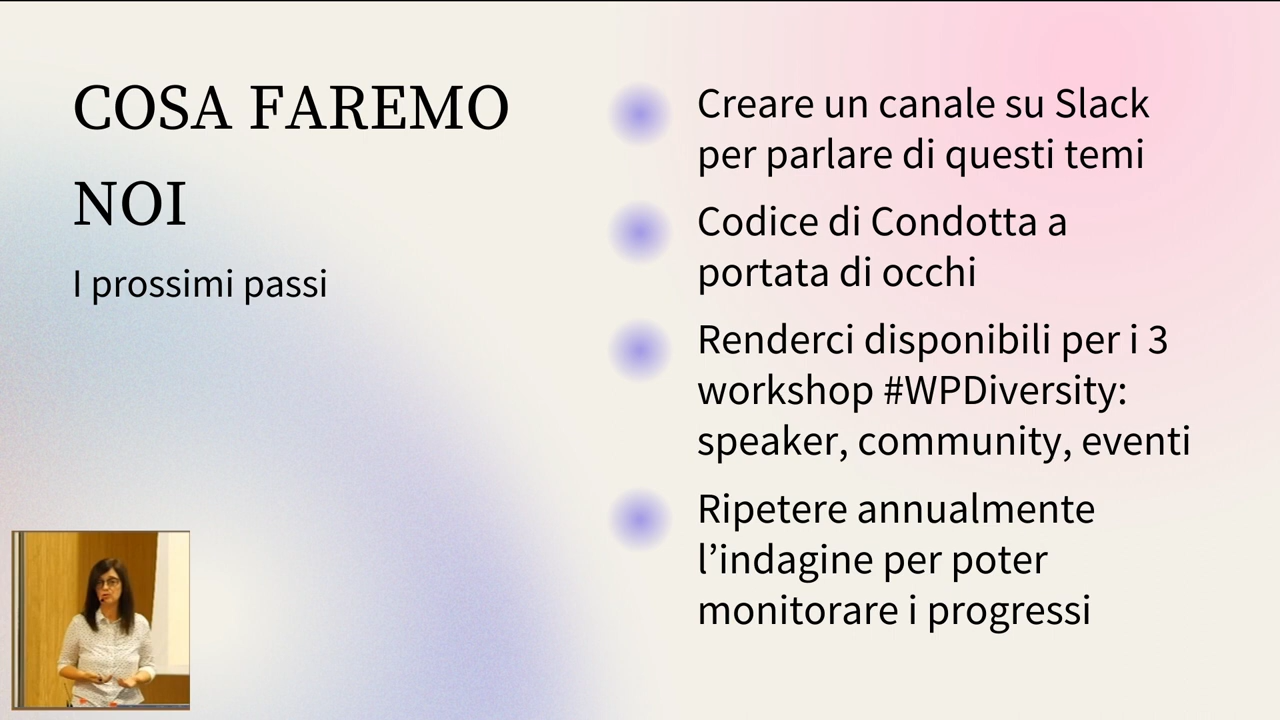 COSA FAREMO
NOI
I prossimi passi
Creare un canale su Slack
per parlare di questi temi
Codice di Condotta a
portata di occhi
Renderci disponibili per i 3
workshop #WPDiversity:
speaker, community, eventi
Ripetere annualmente
l’indagine per poter
monitorare i progressi